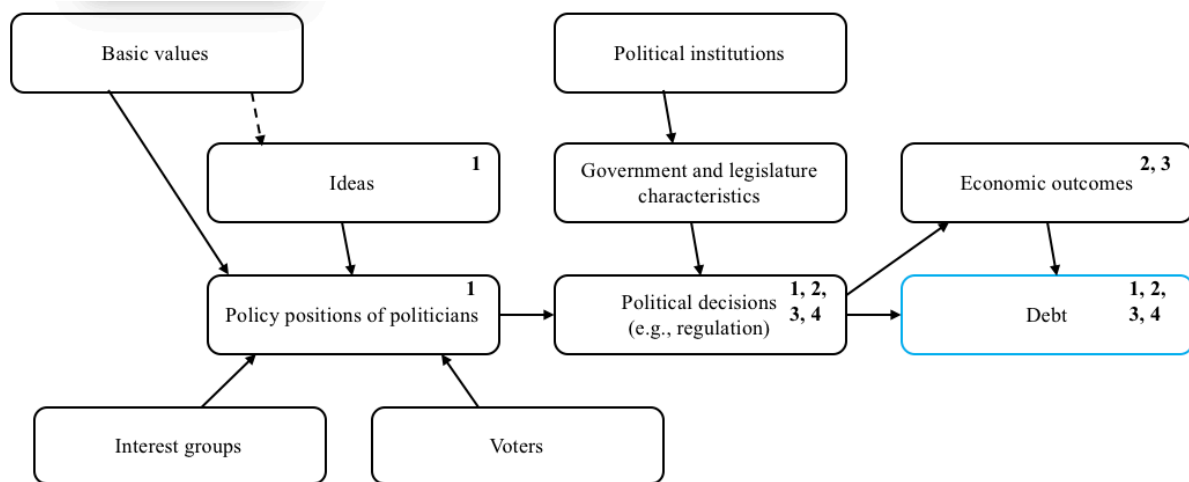 Basic values
Political institutions
Ideas
1
Government and legislature
characteristics
Economic outcomes
2, 3
Policy positions of politicians
1
Political decisions
(e.g., regulation)
1, 2,
3, 4
Debt
1, 2,
3, 4
Interest groups
Voters